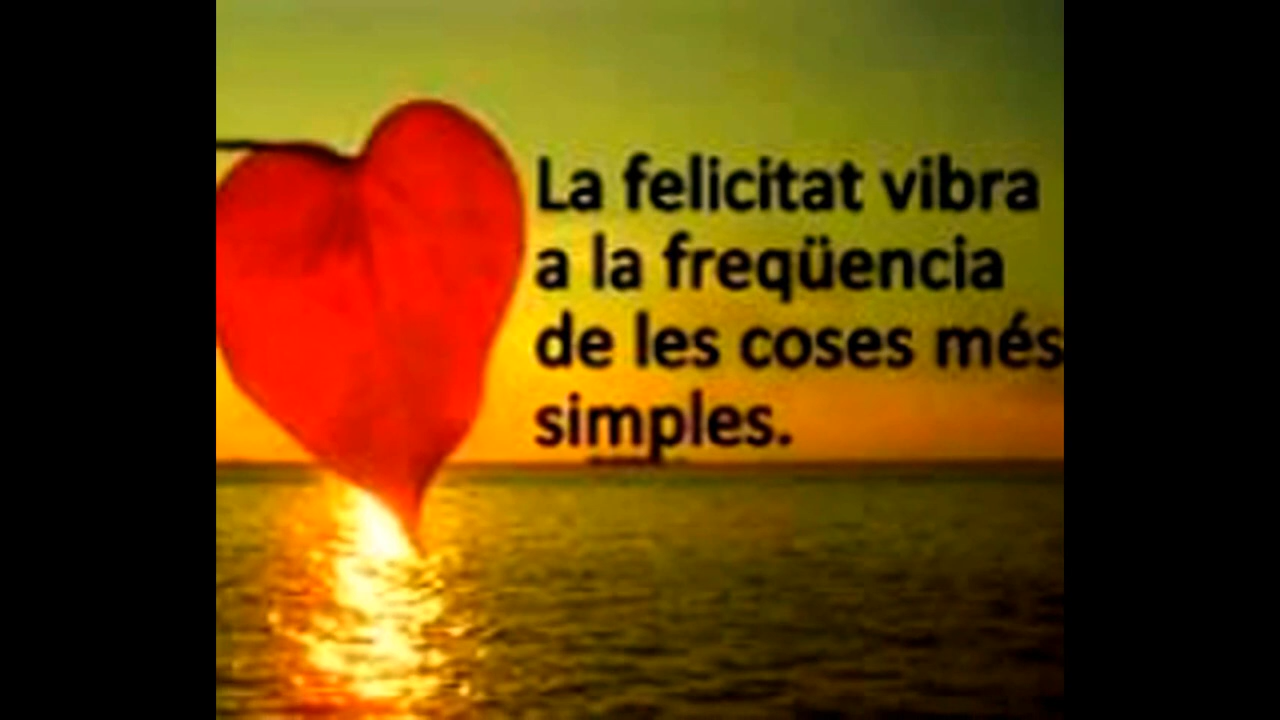 La felicitat vibra
a la freqüencia
de les coses més
simples.